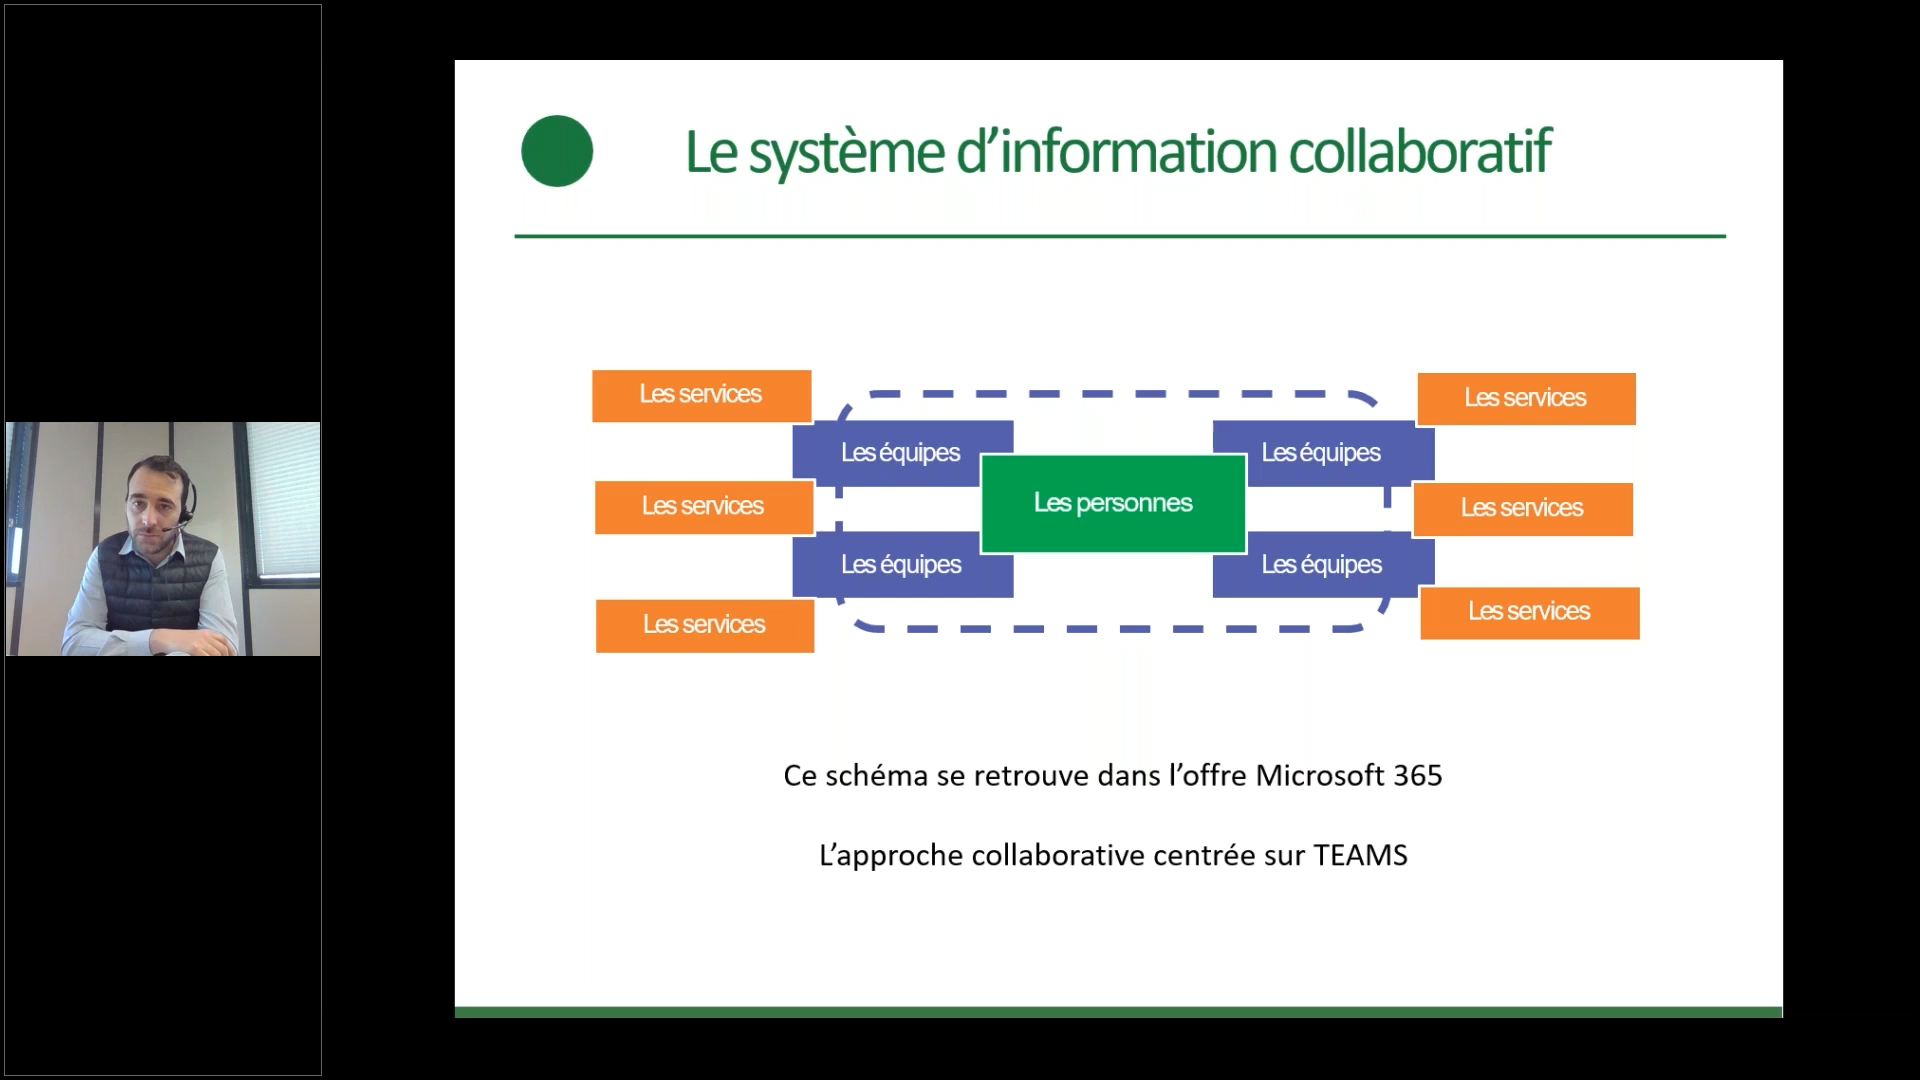 Le système d’information collaboratif
Les services
Les services
Les équipes
Les équipes
Les personnes
Les services
Les services
Les équipes
Les équipes
Les services
Les services
Ce schéma se retrouve dans l’offre Microsoft 365
L’approche collaborative centrée sur TEAMS